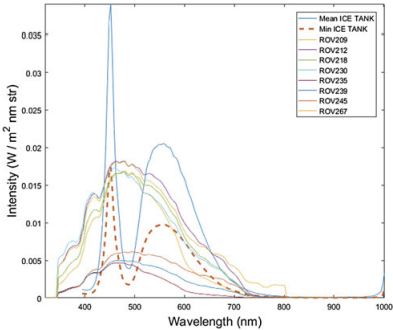 0.035
0.03
0.025
0.02
0.015
0.01
0.005
0
400
500
600
700
800
900
1000
Intensity (W / m² nm str)
Wavelength (nm)
Mean ICE TANK
Min ICE TANK
ROV209
ROV212
ROV218
ROV230
ROV235
ROV239
ROV245
ROV267